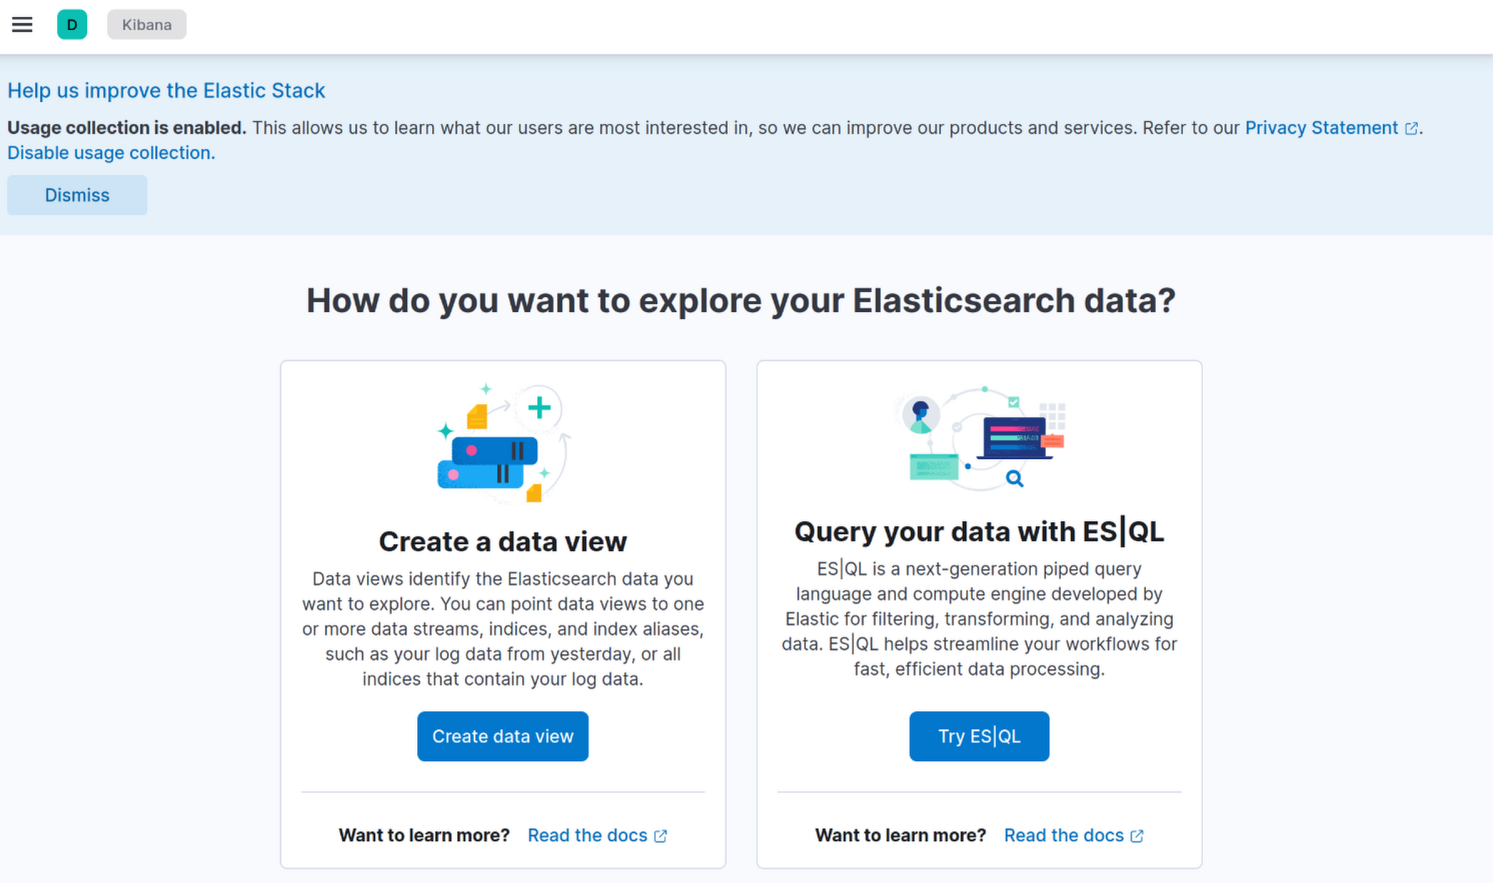 D Kibana
Help us improve the Elastic Stack
Usage collection is enabled. This allows us to learn what our users are most interested in, so we can improve our products and services. Refer to our Privacy Statement.
Disable usage collection.
Dismiss
How do you want to explore your Elasticsearch data?
Create a data view
Data views identify the Elasticsearch data you
want to explore. You can point data views to one
or more data streams, indices, and index aliases,
such as your log data from yesterday, or all
indices that contain your log data.
Create data view
Want to learn more? Read the docs
Query your data with ES|QL
ES|QL is a next-generation piped query
language and compute engine developed by
Elastic for filtering, transforming, and analyzing
data. ES|QL helps streamline your workflows for
fast, efficient data processing.
Try ES|QL
Want to learn more? Read the docs